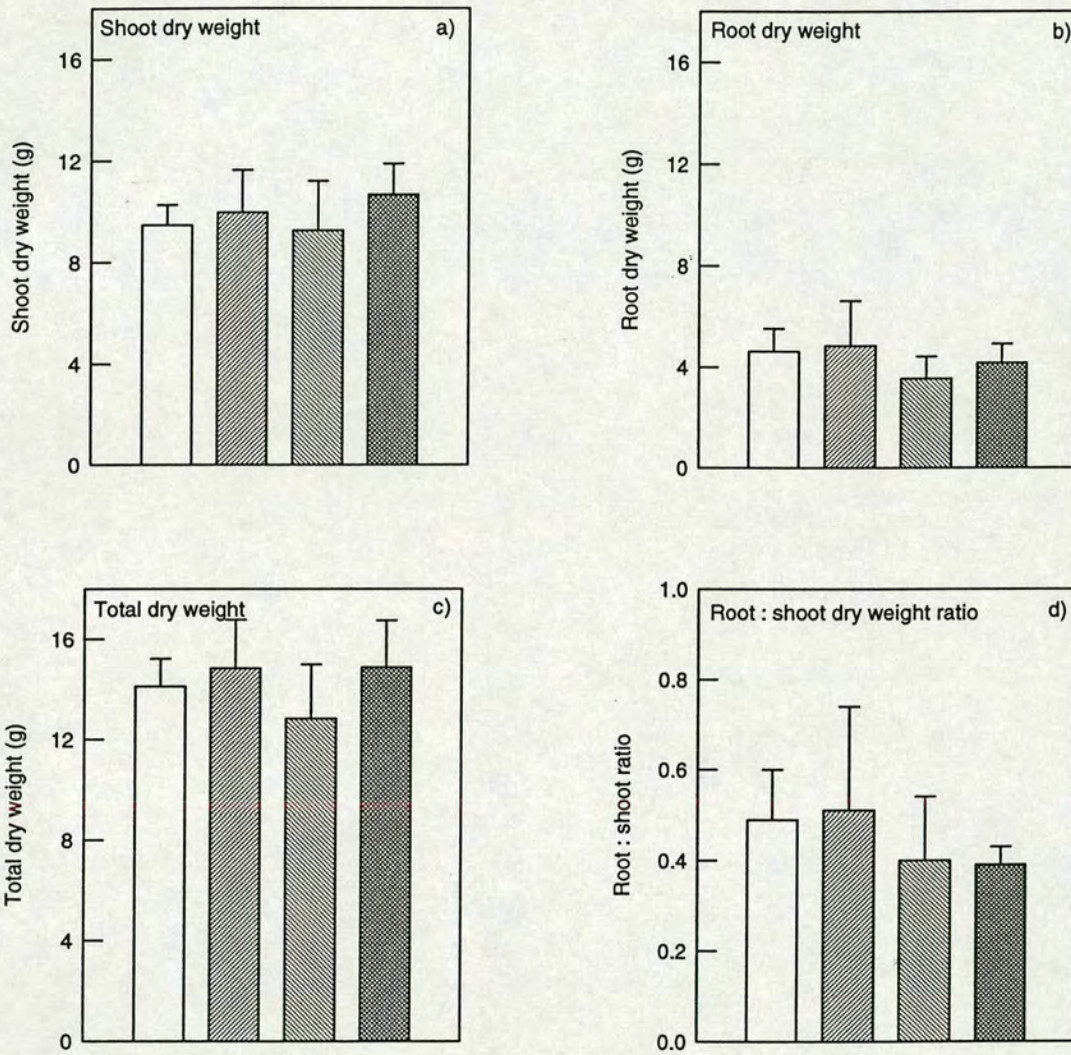 Shoot dry weight a)
Shoot dry weight (g)
16
12
8
4
0
Root dry weight b)
Root dry weight (g)
16
12
8
4
0
Total dry weight c)
Total dry weight (g)
16
12
8
4
0
Root : shoot dry weight ratio d)
Root : shoot ratio
1.0
0.8
0.6
0.4
0.2
0.0